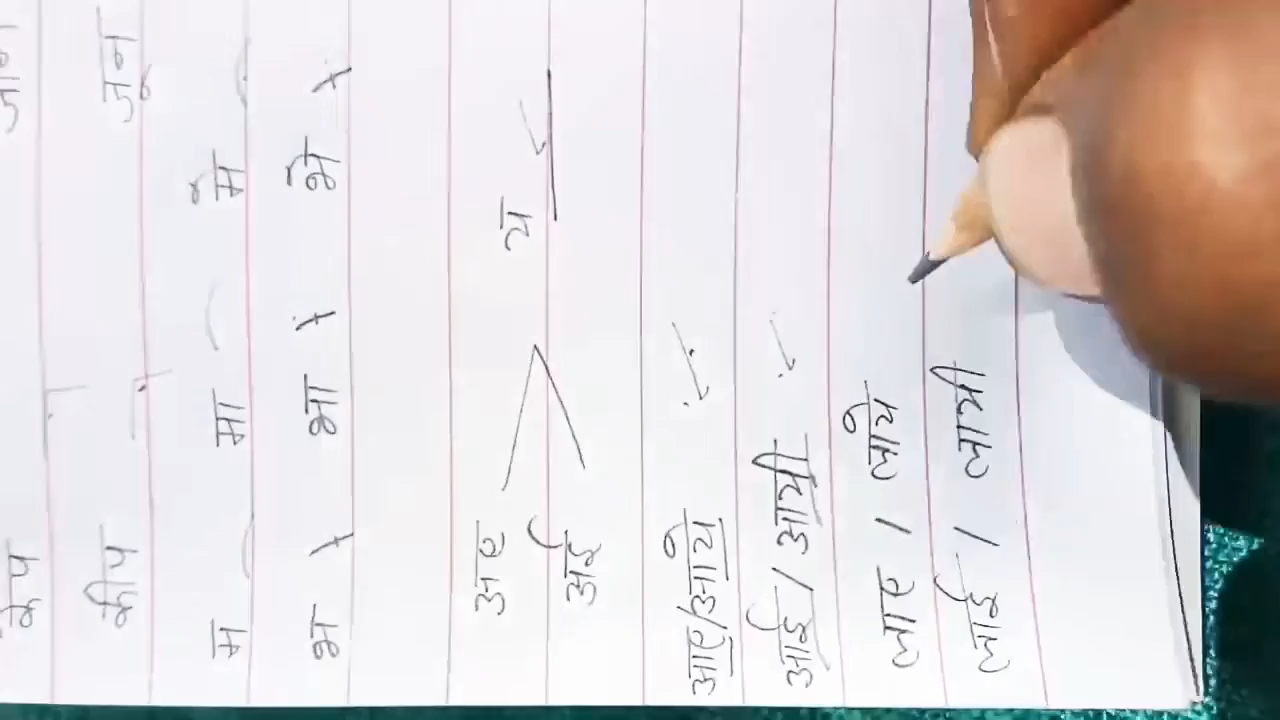 म मा मे
भ भा भे
अए य
अई
आए/आये
आई / आयी
लाए / लाये
लाई / लायी